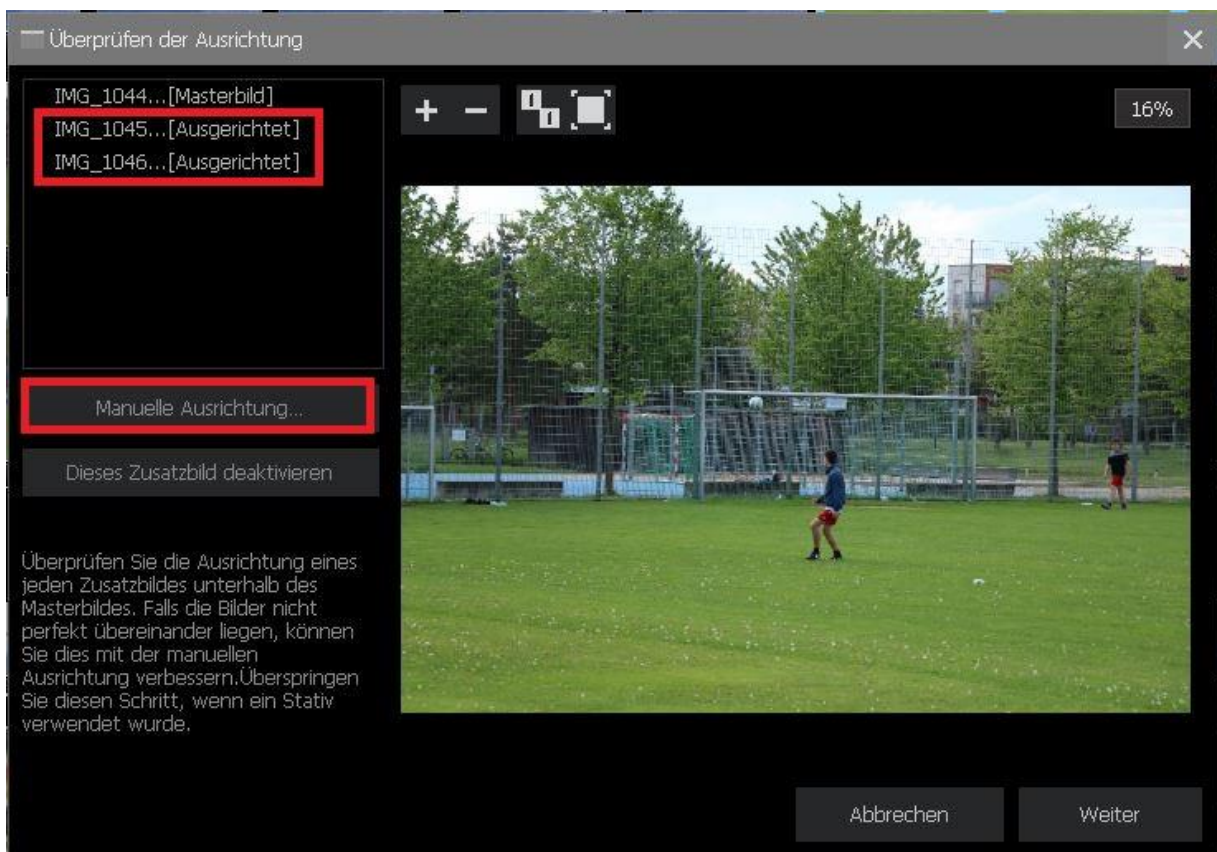 Überprüfen der Ausrichtung
IMG_1044...[Masterbild]
IMG_1045...[Ausgerichtet]
IMG_1046...[Ausgerichtet]
16%
Manuelle Ausrichtung...
Dieses Zusatzbild deaktivieren
Überprüfen Sie die Ausrichtung eines
jeden Zusatzbildes unterhalb des
Masterbildes. Falls die Bilder nicht
perfekt übereinander liegen, können
Sie dies mit der manuellen
Ausrichtung verbessern.Überspringen
Sie diesen Schritt, wenn ein Stativ
verwendet wurde.
Abbrechen
Weiter